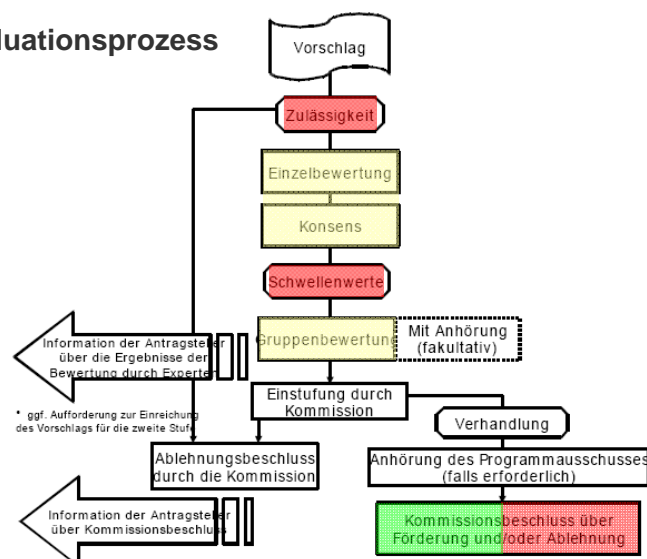 luationsprozess
Vorschlag
Zulässigkeit
Einzelbewertung
Konsens
Schwellenwerte
Gruppenbewertung
Mit Anhörung
(fakultativ)
Information der Antragsteller
über die Ergebnisse der
Bewertung durch Experten
* ggf. Aufforderung zur Einreichung
des Vorschlags für die zweite Stufe
Einstufung durch
Kommission
Verhandlung
Ablehnungsbeschluss
durch die Kommission
Anhörung des Programmausschusses
(falls erforderlich)
Information der Antragsteller
über Kommissionsbeschluss
Kommissionsbeschluss über
Förderung und/oder Ablehnung